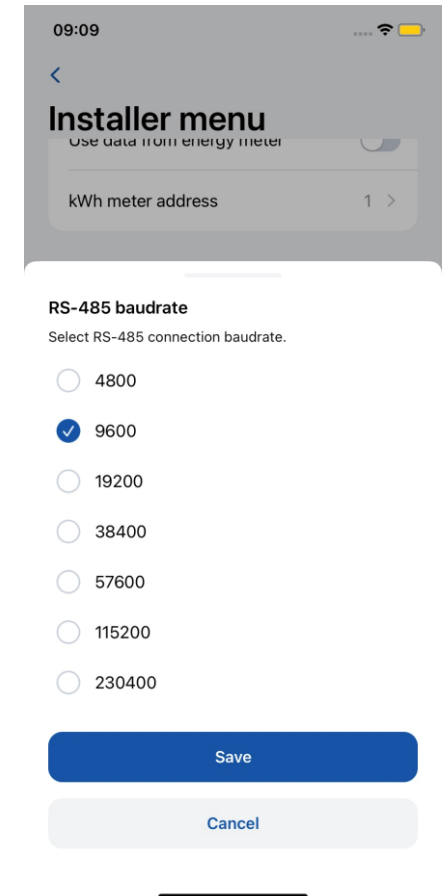 09:09
Installer menu
Use data from energy meter
kWh meter address 1
RS-485 baudrate
Select RS-485 connection baudrate.
4800
9600
19200
38400
57600
115200
230400
Save
Cancel